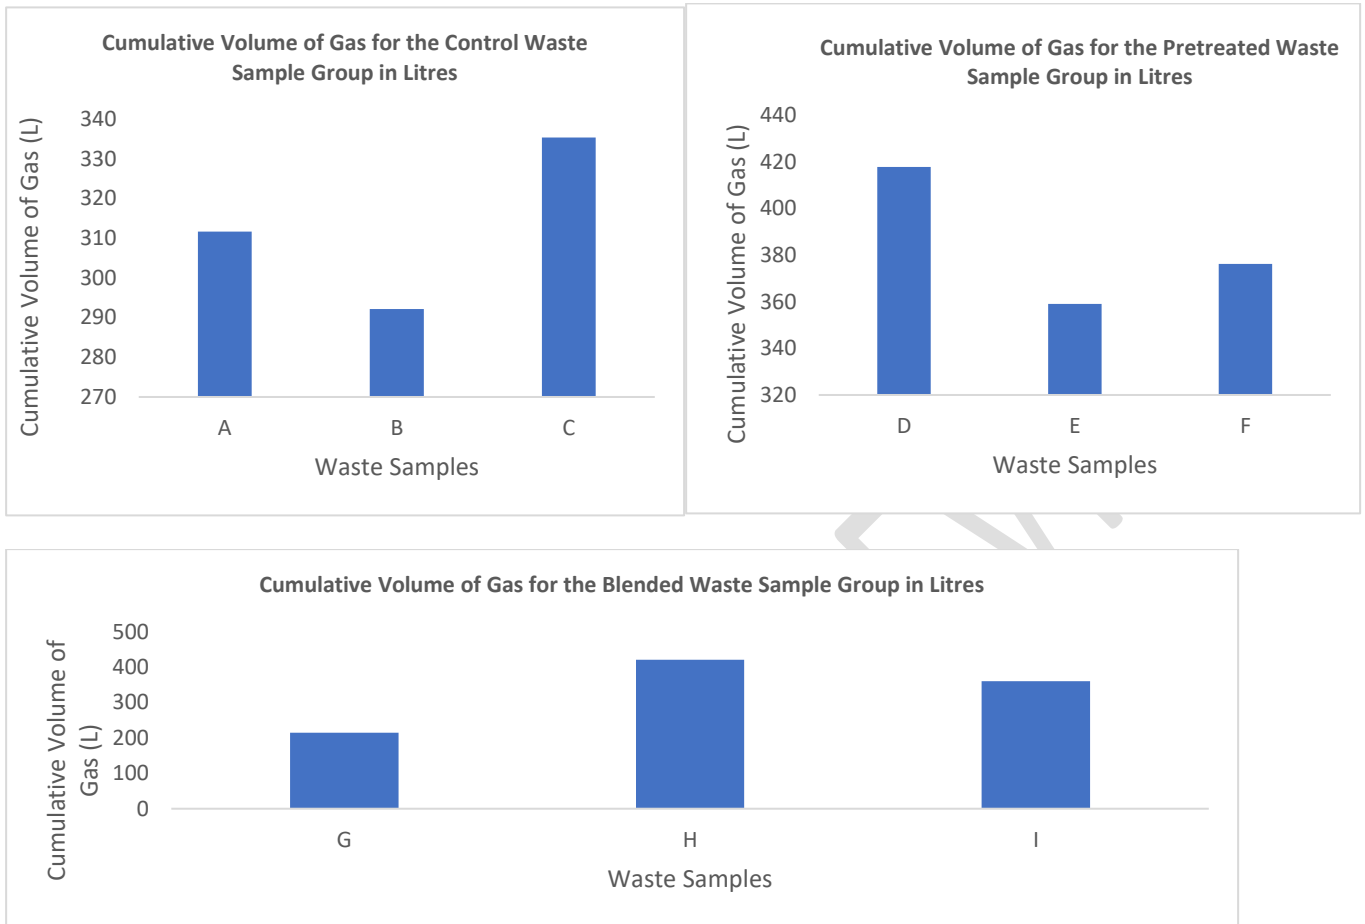 Cumulative Volume of Gas for the Control Waste
Sample Group in Litres
Cumulative Volume of Gas (L)
340
330
320
310
300
290
280
270
A B C
Waste Samples
Cumulative Volume of Gas for the Pretreated Waste
Sample Group in Litres
Cumulative Volume of Gas (L)
440
420
400
380
360
340
320
D E F
Waste Samples
Cumulative Volume of Gas for the Blended Waste Sample Group in Litres
Cumulative Volume of
Gas (L)
500
400
300
200
100
0
G H I
Waste Samples